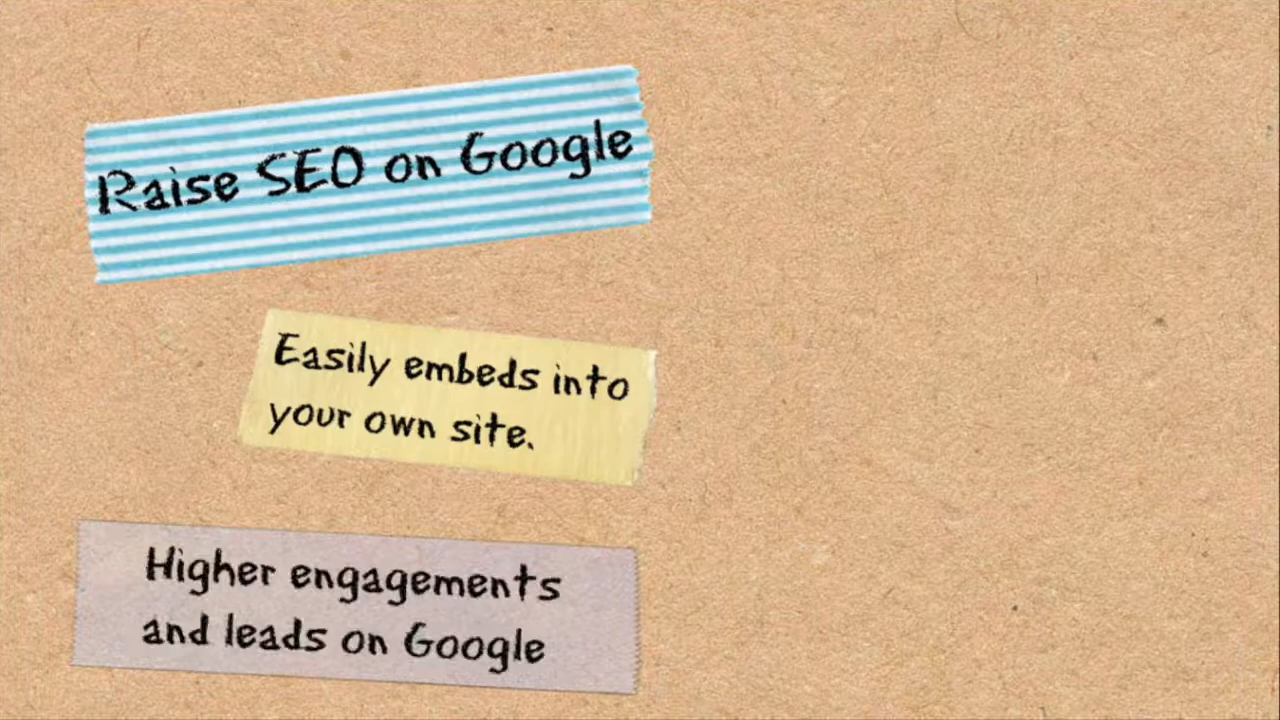 Raise SEO on Google
Easily embeds into
your own site.
Higher engagements
and leads on Google